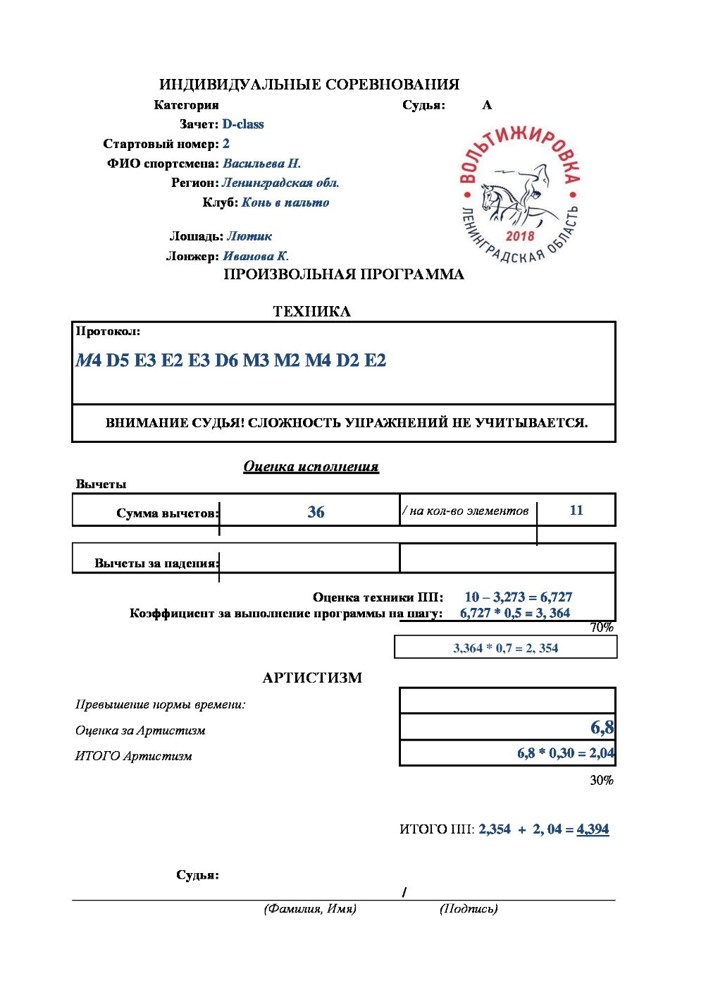 ИНДИВИДУАЛЬНЫЕ СОРЕВНОВАНИЯ
Категория Судья: А
Зачет: D-class
Стартовый номер: 2
ФИО спортсмена: Васильева Н.
Регион: Ленинградская обл.
Клуб: Конь в пальто
Лошадь: Лютик
Лонжер: Иванова К.
ВОЛЬТИЖИРОВКА
2018
ЛЕНИНГРАДСКАЯ ОБЛАСТЬ
ПРОИЗВОЛЬНАЯ ПРОГРАММА
ТЕХНИКА
Протокол:
M4 D5 E3 E2 E3 D6 M3 M2 M4 D2 E2
ВНИМАНИЕ СУДЬЯ! СЛОЖНОСТЬ УПРАЖНЕНИЙ НЕ УЧИТЫВАЕТСЯ.
Оценка исполнения
Вычеты
Сумма вычетов: 36 / на кол-во элементов 11
Вычеты за падения:
Оценка техники ПП: 10 – 3,273 = 6,727
Коэффициент за выполнение программы на шагу: 6,727 * 0,5 = 3, 364
70%
3,364 * 0,7 = 2, 354
АРТИСТИЗМ
Превышение нормы времени:
Оценка за Артистизм 6,8
ИТОГО Артистизм 6,8 * 0,30 = 2,04
30%
ИТОГО ПП: 2,354 + 2, 04 = 4,394
Судья:
/
(Фамилия, Имя) (Подпись)